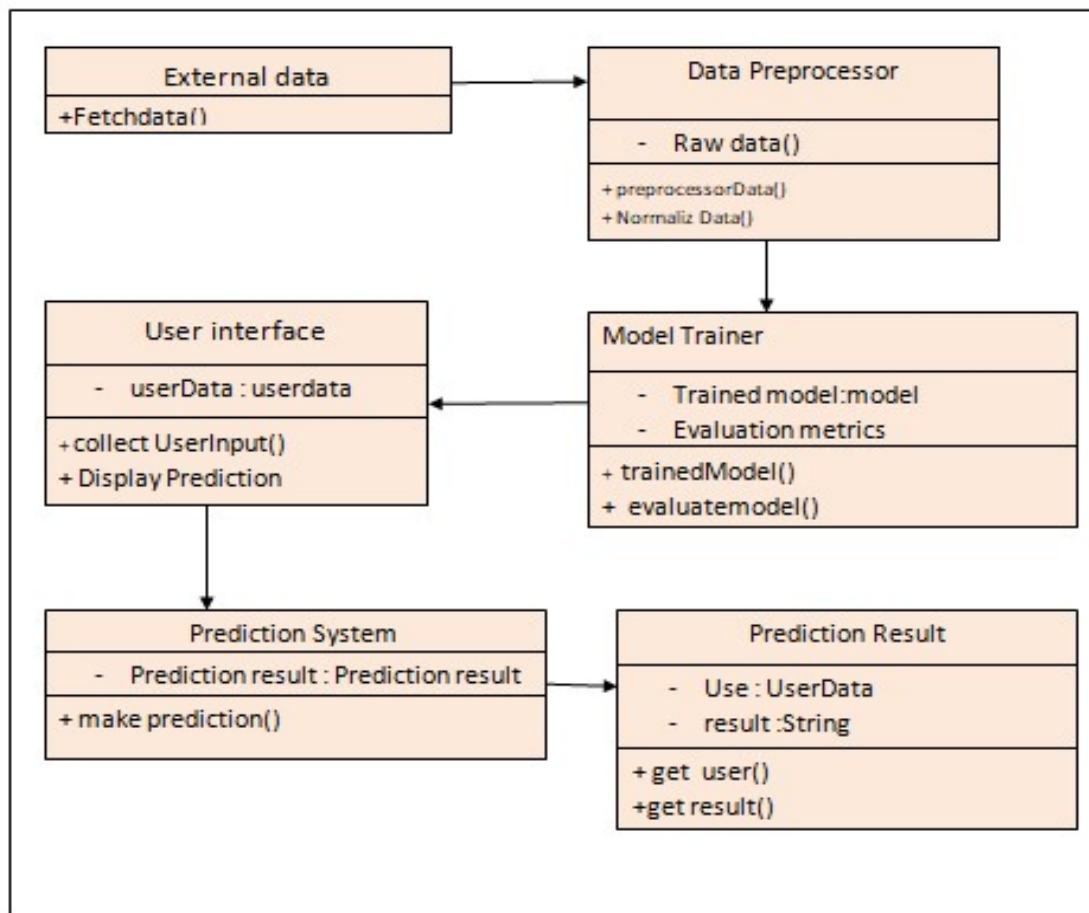 External data
+Fetchdata()
Data Preprocessor
- Raw data()
+ preprocessorData()
+ Normaliz Data()
User interface
- userData : userdata
+ collect UserInput()
+ Display Prediction
Model Trainer
- Trained model:model
- Evaluation metrics
+ trainedModel()
+ evaluatemodel()
Prediction System
- Prediction result : Prediction result
+ make prediction()
Prediction Result
- Use : UserData
- result :String
+ get user()
+get result()